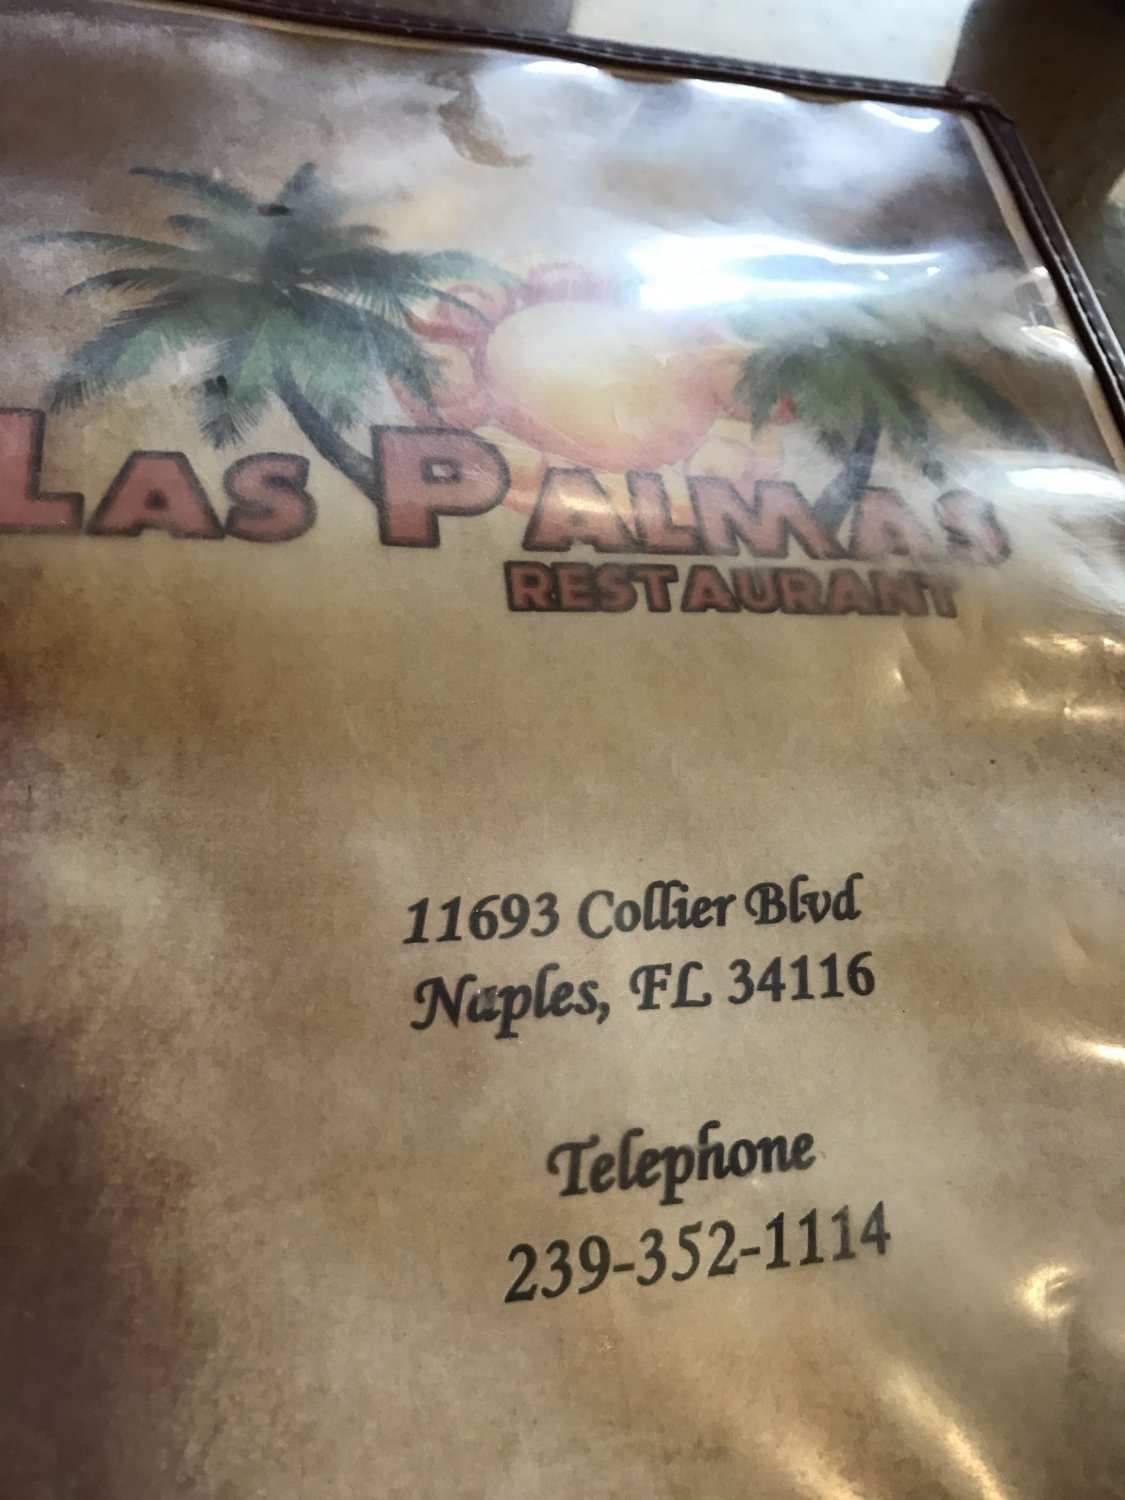 LAS PALMAS
RESTAURANT
11693 Collier Blvd
Naples, FL 34116
Telephone
239-352-1114